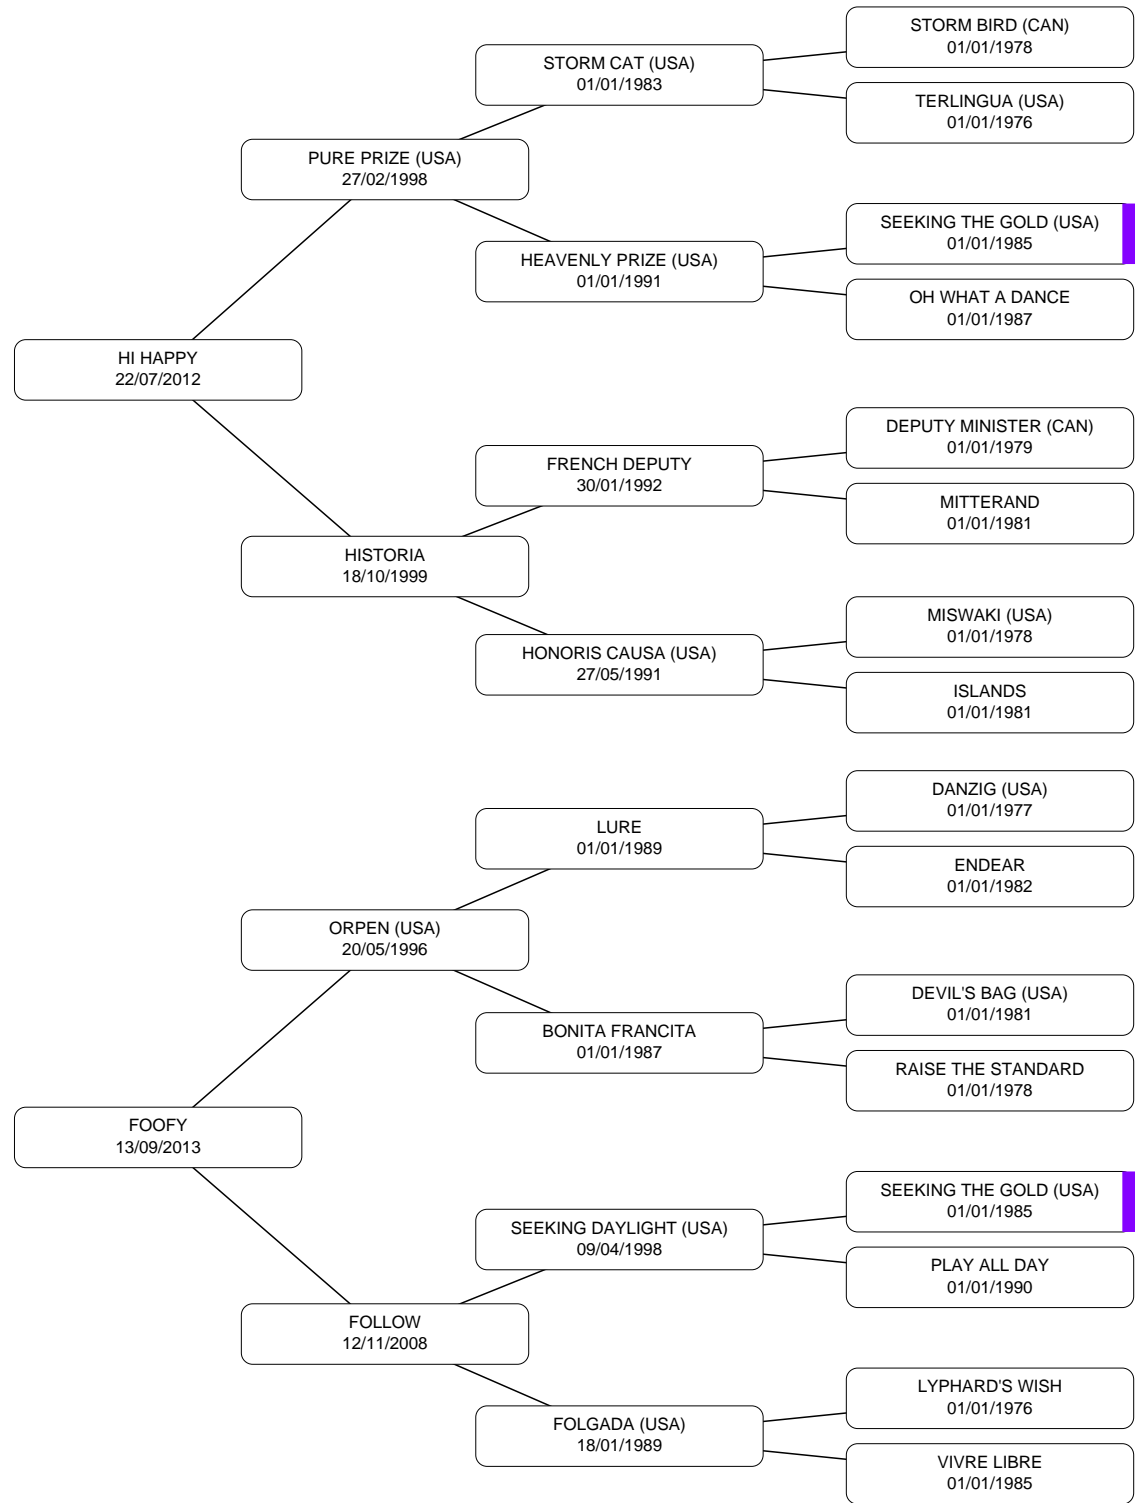 STORM BIRD (CAN)
01/01/1978
STORM CAT (USA)
01/01/1983
TERLINGUA (USA)
01/01/1976
PURE PRIZE (USA)
27/02/1998
SEEKING THE GOLD (USA)
01/01/1985
HEAVENLY PRIZE (USA)
01/01/1991
OH WHAT A DANCE
01/01/1987
HI HAPPY
22/07/2012
DEPUTY MINISTER (CAN)
01/01/1979
FRENCH DEPUTY
30/01/1992
MITTERAND
01/01/1981
HISTORIA
18/10/1999
MISWAKI (USA)
01/01/1978
HONORIS CAUSA (USA)
27/05/1991
ISLANDS
01/01/1981
DANZIG (USA)
01/01/1977
LURE
01/01/1989
ENDEAR
01/01/1982
ORPEN (USA)
20/05/1996
DEVIL'S BAG (USA)
01/01/1981
BONITA FRANCITA
01/01/1987
RAISE THE STANDARD
01/01/1978
FOOFY
13/09/2013
SEEKING THE GOLD (USA)
01/01/1985
SEEKING DAYLIGHT (USA)
09/04/1998
PLAY ALL DAY
01/01/1990
FOLLOW
12/11/2008
LYPHARD'S WISH
01/01/1976
FOLGADA (USA)
18/01/1989
VIVRE LIBRE
01/01/1985